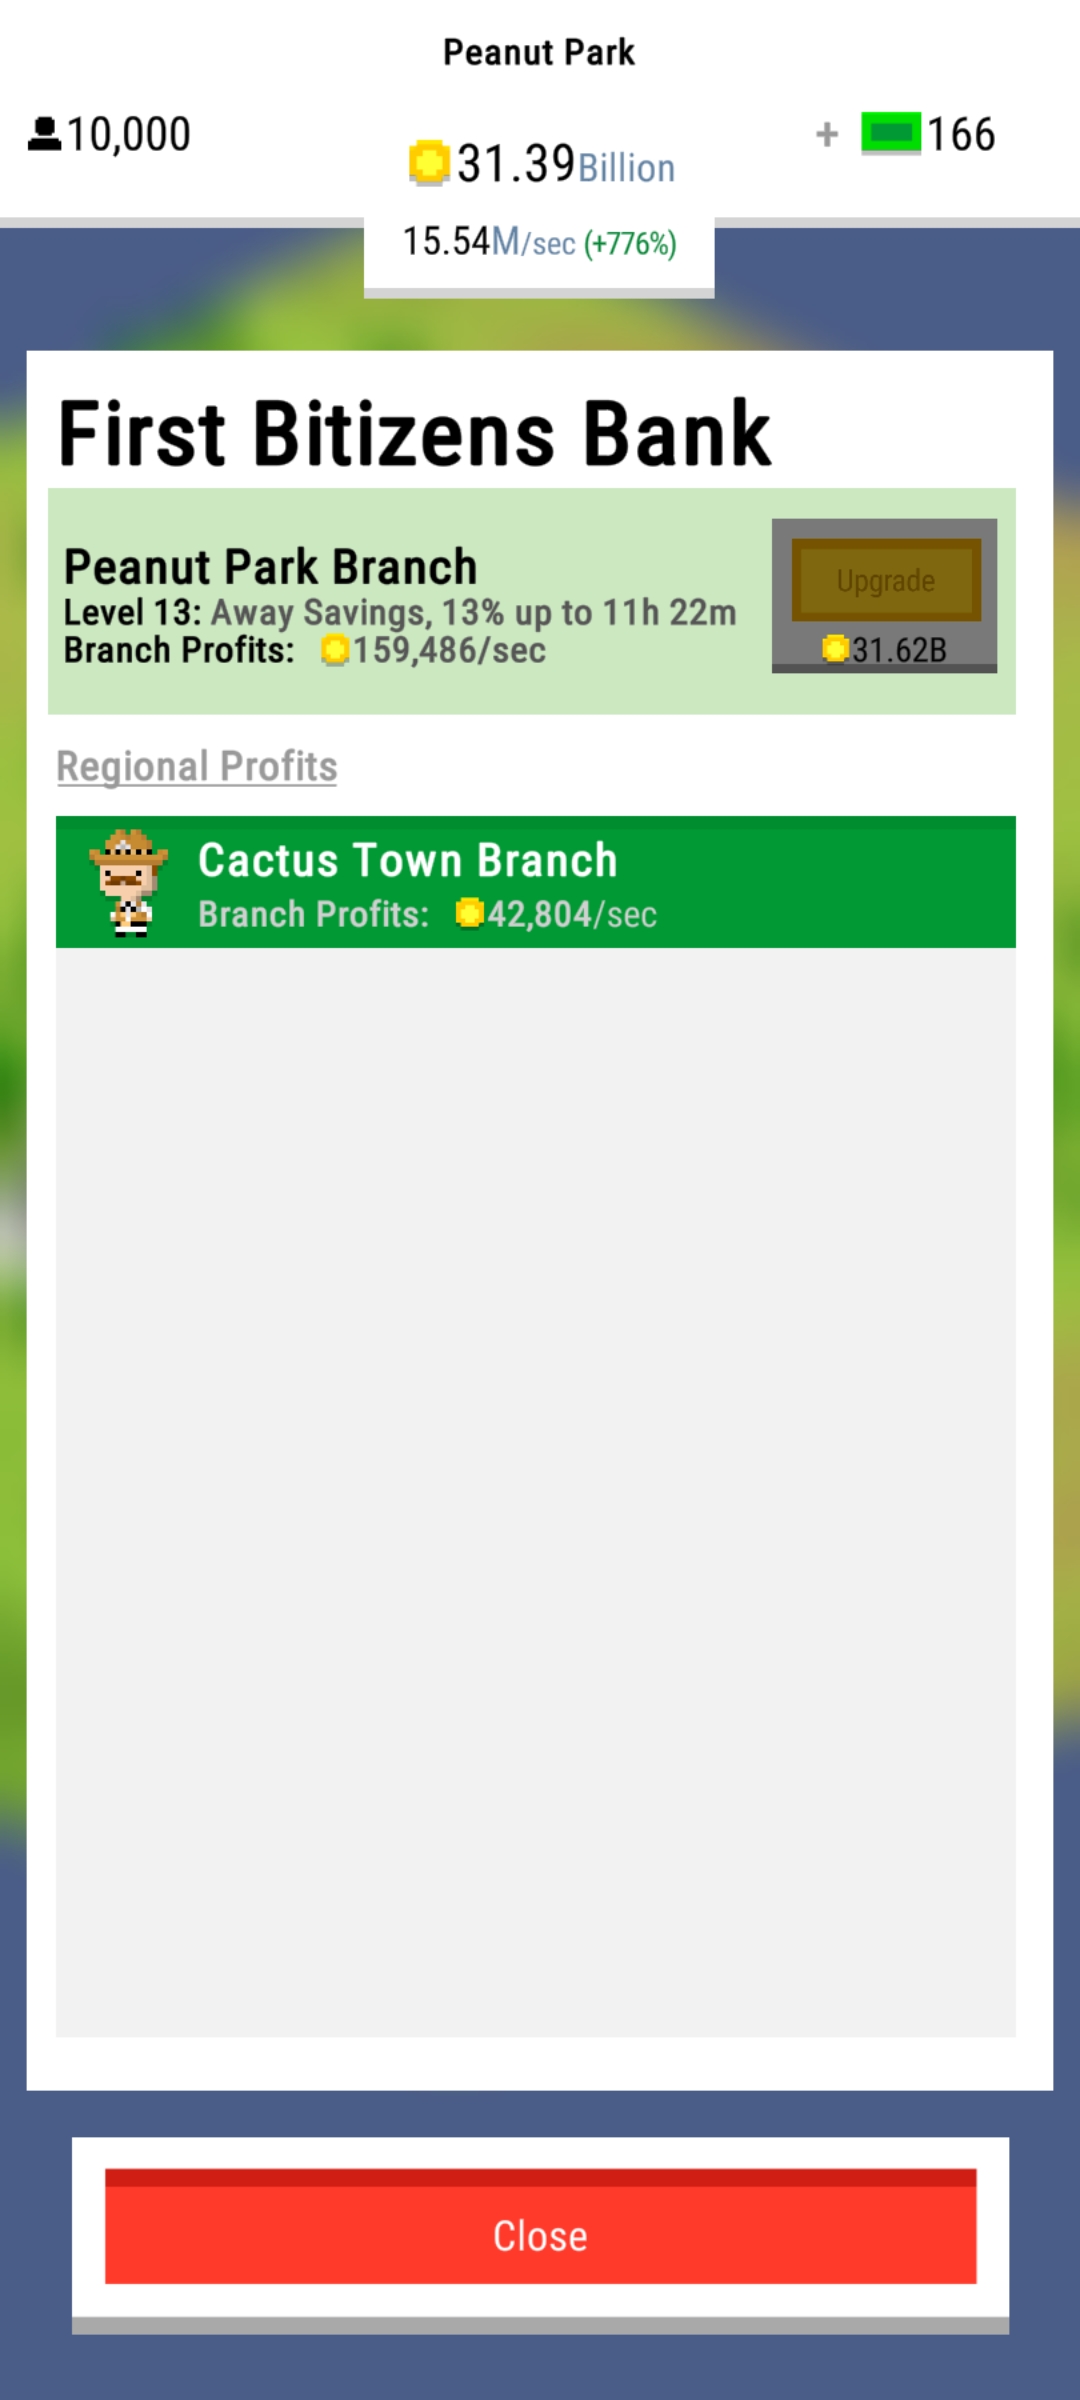 Peanut Park
10,000
31.39Billion
+ 166
15.54M/sec (+776%)
First Bitizens Bank
Peanut Park Branch
Level 13: Away Savings, 13% up to 11h 22m
Branch Profits: 159,486/sec
Upgrade
31.62B
Regional Profits
Cactus Town Branch
Branch Profits: 42,804/sec
Close